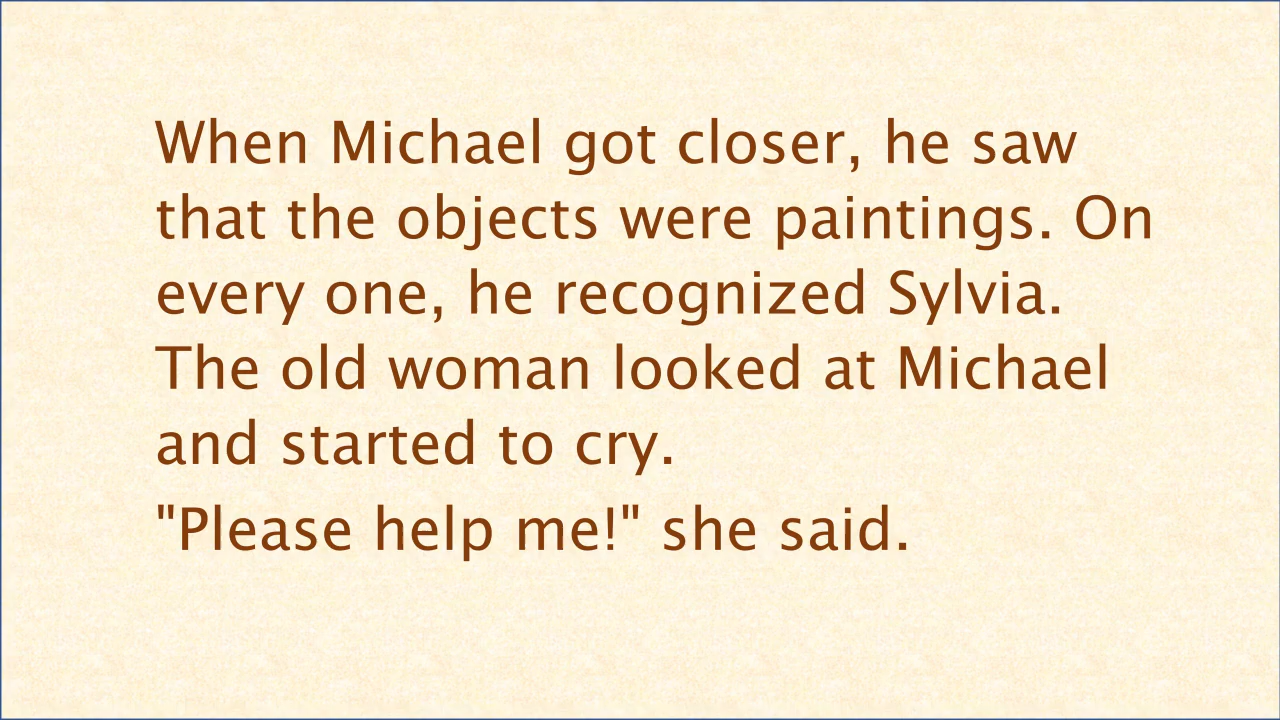 When Michael got closer, he saw
that the objects were paintings. On
every one, he recognized Sylvia.
The old woman looked at Michael
and started to cry.
"Please help me!" she said.